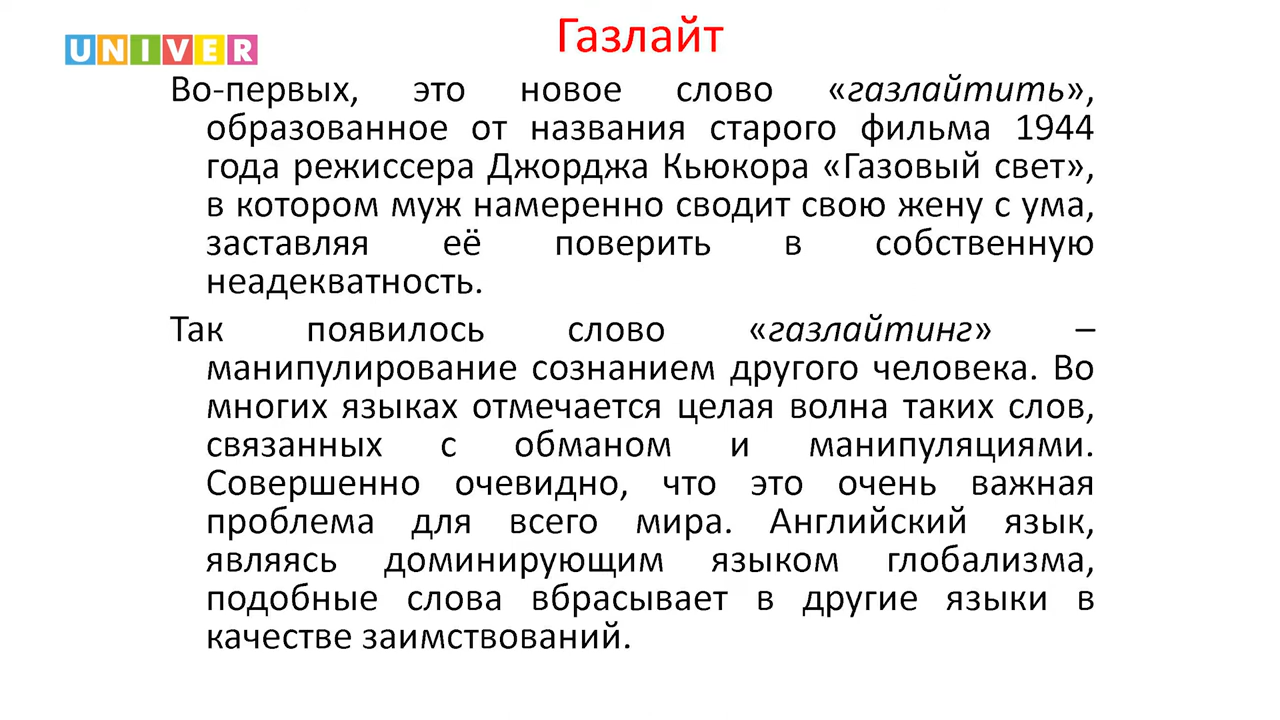 Газлайт
UNIVER
Во-первых, это новое слово «газлайтить»,
образованное от названия старого фильма 1944
года режиссера Джорджа Кьюкора «Газовый свет»,
в котором муж намеренно сводит свою жену с ума,
заставляя её поверить в собственную
неадекватность.
Так появилось слово «газлайтинг» –
манипулирование сознанием другого человека. Во
многих языках отмечается целая волна таких слов,
связанных с обманом и манипуляциями.
Совершенно очевидно, что это очень важная
проблема для всего мира. Английский язык,
являясь доминирующим языком глобализма,
подобные слова вбрасывает в другие языки в
качестве заимствований.